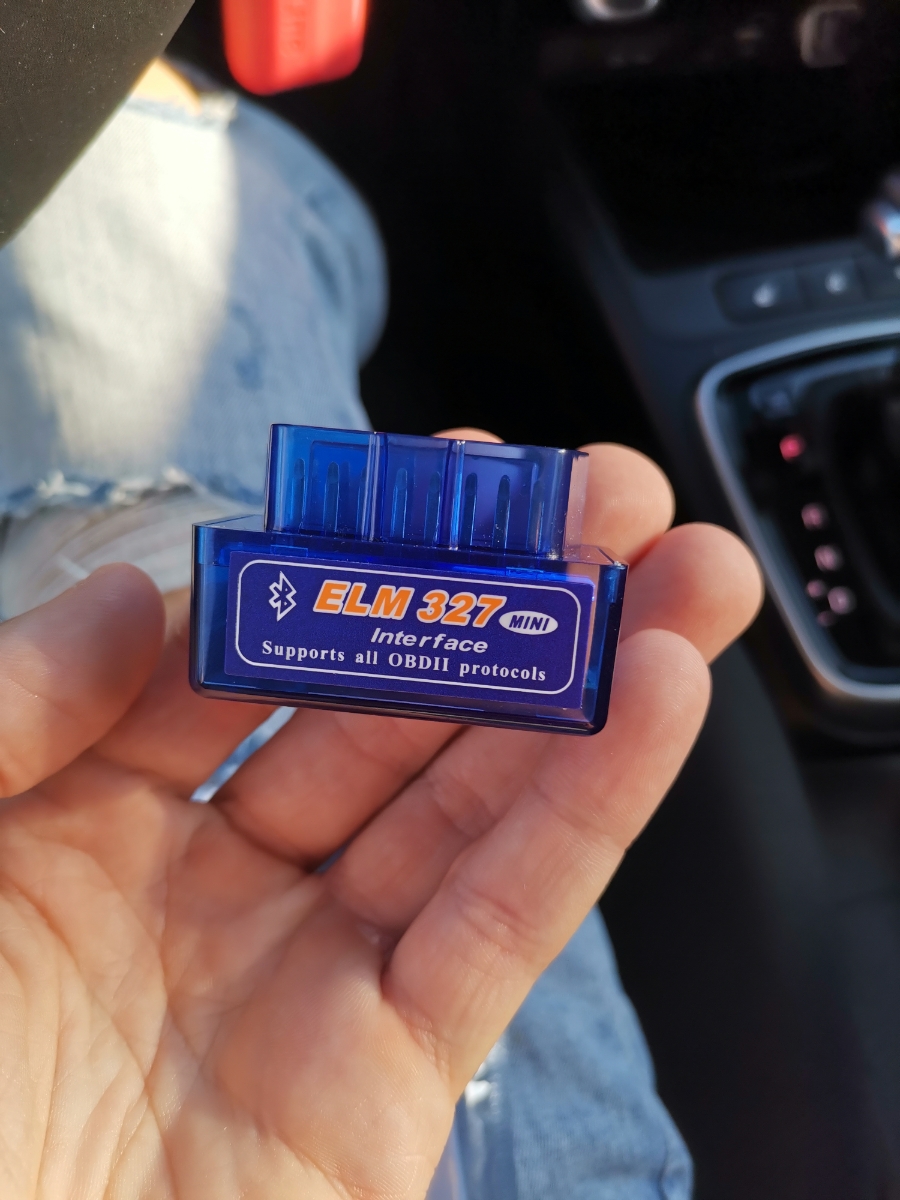 ELM 327 MINI
Interface
Supports all OBDII protocols